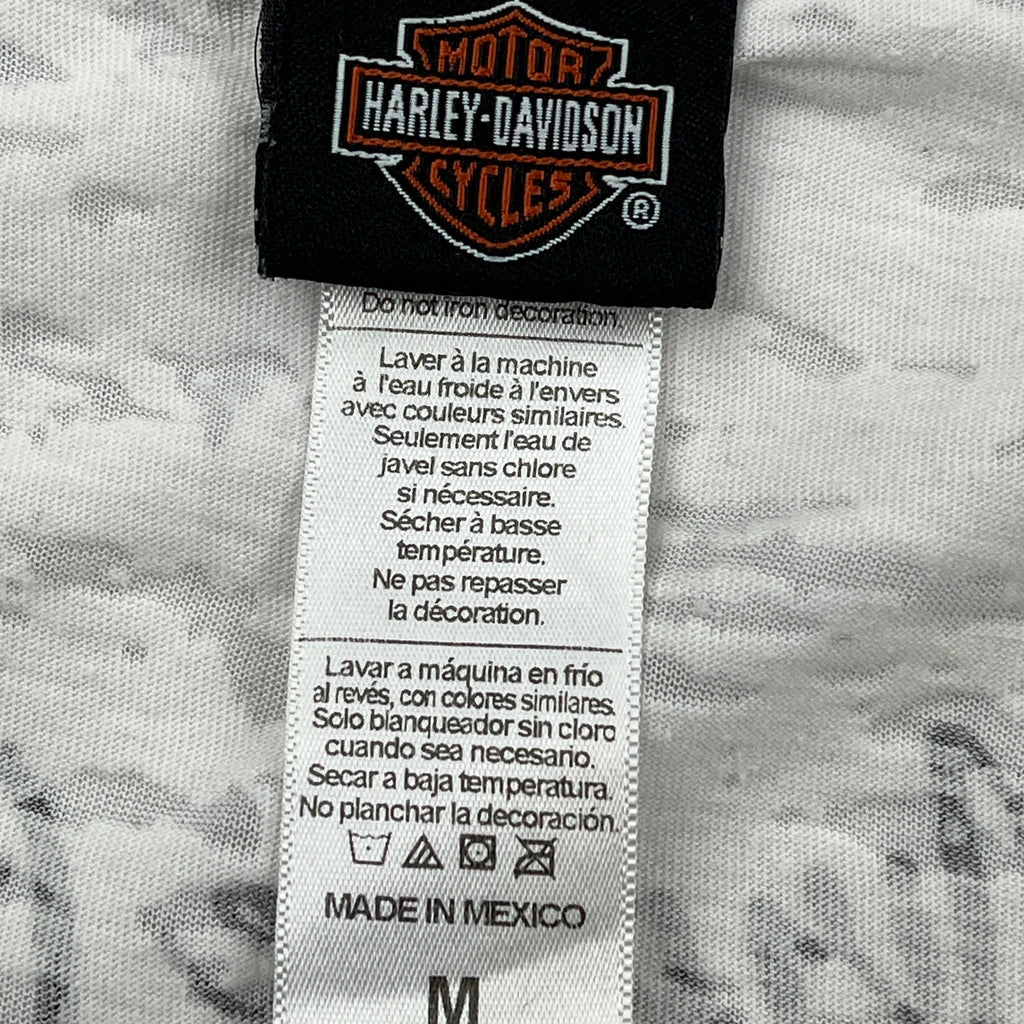 MOTOR
HARLEY-DAVIDSON
CYCLES
®
Do not iron decoration.
Laver à la machine
à l'eau froide à l'envers
avec couleurs similaires.
Seulement l'eau de
javel sans chlore
si nécessaire.
Sécher à basse
température.
Ne pas repasser
la décoration.
Lavar a máquina en frío
al revés, con colores similares.
Solo blanqueador sin cloro
cuando sea necesario.
Secar a baja temperatura.
No planchar la decoración.
MADE IN MEXICO
M